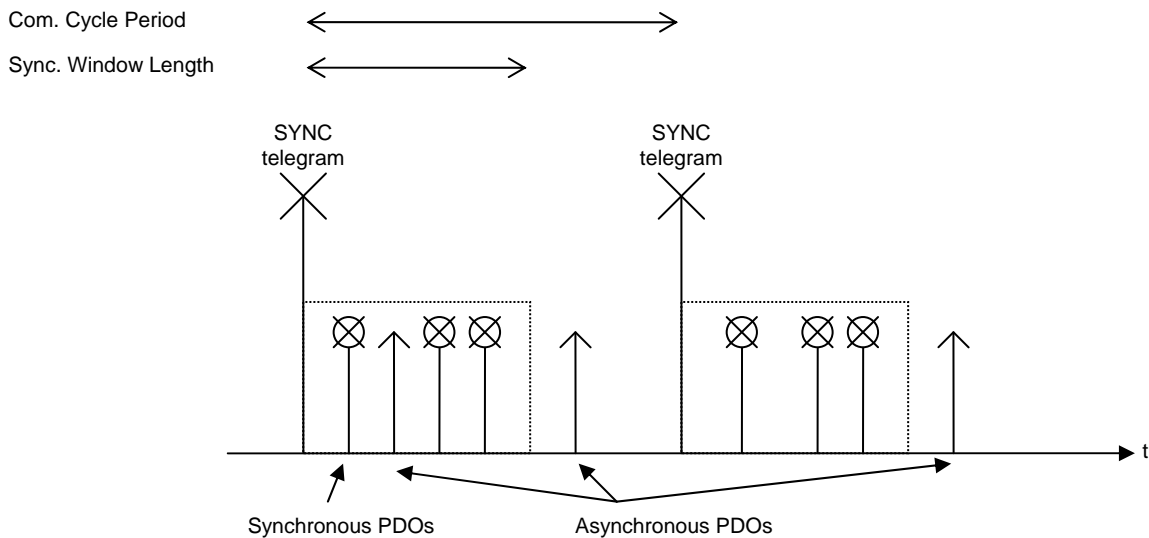 Com. Cycle Period
Sync. Window Length
SYNC
telegram
SYNC
telegram
t
Synchronous PDOs
Asynchronous PDOs